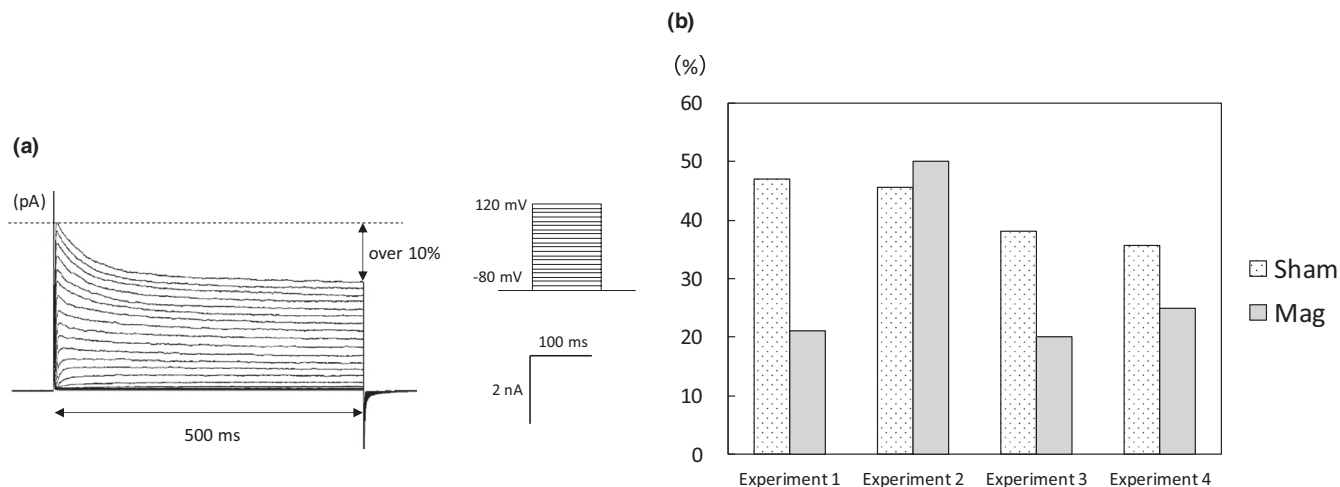 (a)
(pA)
over 10%
500 ms
120 mV
-80 mV
100 ms
2 nA
(b)
(%)
60
50
40
30
20
10
0
Experiment 1 Experiment 2 Experiment 3 Experiment 4
Sham
Mag